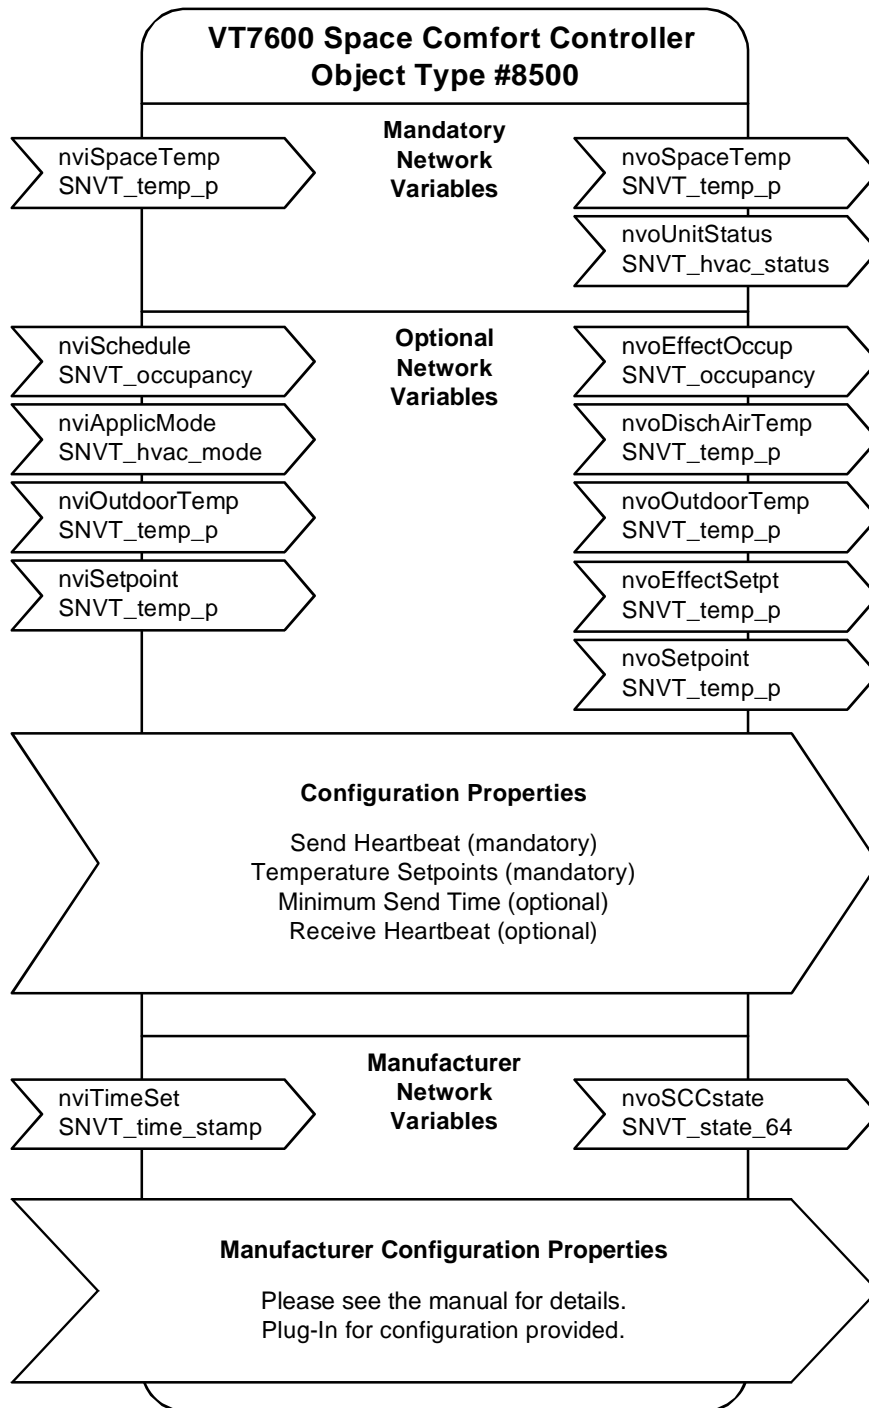 VT7600 Space Comfort Controller
Object Type #8500
Mandatory
Network
Variables
nviSpaceTemp
SNVT_temp_p
nvoSpaceTemp
SNVT_temp_p
nvoUnitStatus
SNVT_hvac_status
Optional
Network
Variables
nviSchedule
SNVT_occupancy
nviApplicMode
SNVT_hvac_mode
nviOutdoorTemp
SNVT_temp_p
nviSetpoint
SNVT_temp_p
nvoEffectOccup
SNVT_occupancy
nvoDischAirTemp
SNVT_temp_p
nvoOutdoorTemp
SNVT_temp_p
nvoEffectSetpt
SNVT_temp_p
nvoSetpoint
SNVT_temp_p
Configuration Properties
Send Heartbeat (mandatory)
Temperature Setpoints (mandatory)
Minimum Send Time (optional)
Receive Heartbeat (optional)
Manufacturer
Network
Variables
nviTimeSet
SNVT_time_stamp
nvoSCCstate
SNVT_state_64
Manufacturer Configuration Properties
Please see the manual for details.
Plug-In for configuration provided.